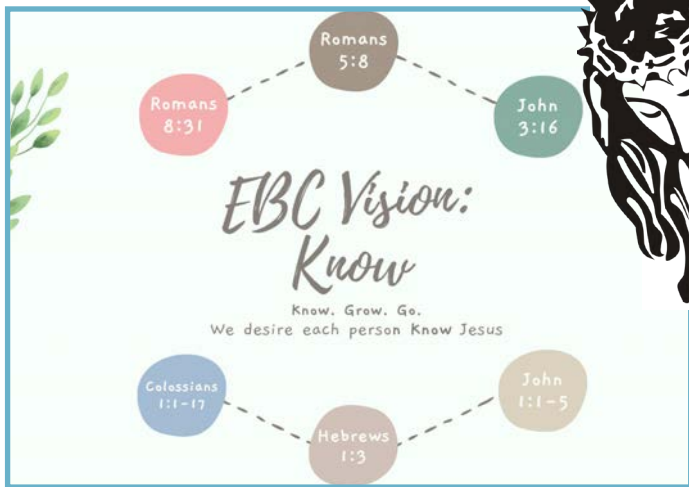 Romans
5:8
Romans
8:31
John
3:16
EBC Vision:
Know
Know. Grow. Go.
We desire each person Know Jesus
Colossians
1:1-17
John
1:1-5
Hebrews
1:3